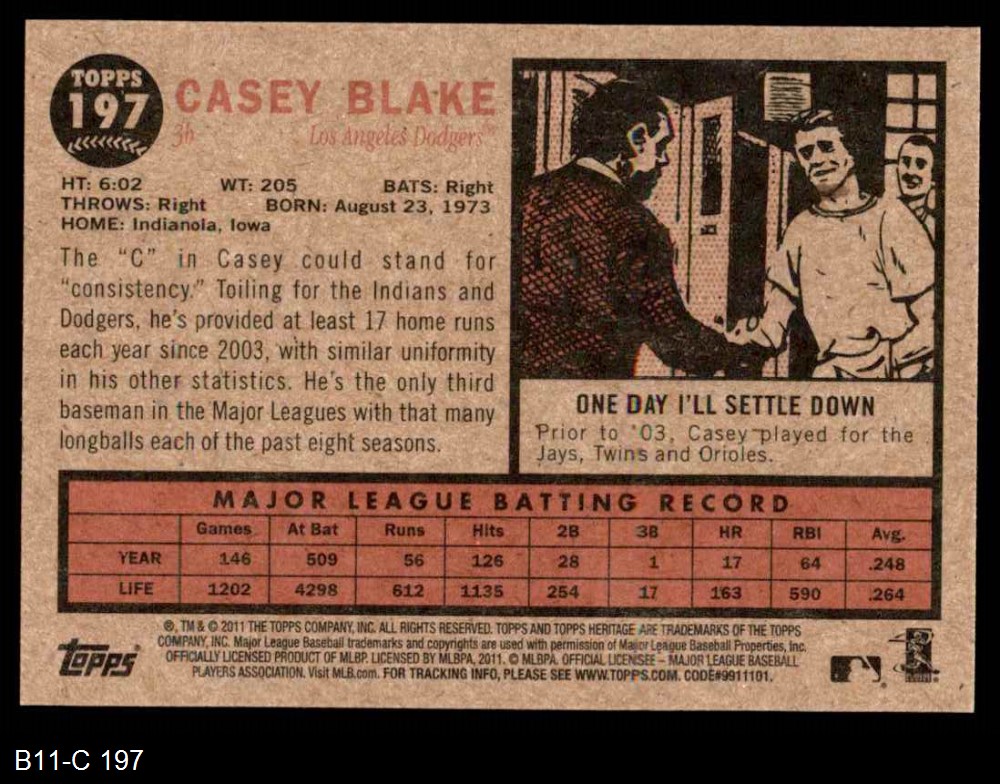 TOPPS
197
CASEY BLAKE
3b Los Angeles Dodgers™
HT: 6:02 WT: 205 BATS: Right
THROWS: Right BORN: August 23, 1973
HOME: Indianola, Iowa
The "C" in Casey could stand for
"consistency." Toiling for the Indians and
Dodgers, he's provided at least 17 home runs
each year since 2003, with similar uniformity
in his other statistics. He's the only third
baseman in the Major Leagues with that many
longballs each of the past eight seasons.
ONE DAY I'LL SETTLE DOWN
Prior to '03, Casey played for the
Jays, Twins and Orioles.
MAJOR LEAGUE BATTING RECORD
Games At Bat Runs Hits 2B 3B HR RBI Avg.
YEAR 146 509 56 126 28 1 17 64 .248
LIFE 1202 4298 612 1135 254 17 163 590 .264
®, TM & © 2011 THE TOPPS COMPANY, INC. ALL RIGHTS RESERVED. TOPPS AND TOPPS HERITAGE ARE TRADEMARKS OF THE TOPPS
COMPANY, INC. Major League Baseball trademarks and copyrights are used with permission of Major League Baseball Properties, Inc.
OFFICIALLY LICENSED PRODUCT OF MLBP. LICENSED BY MLBPA, 2011. © MLBPA. OFFICIAL LICENSEE – MAJOR LEAGUE BASEBALL
PLAYERS ASSOCIATION. Visit MLB.com. FOR TRACKING INFO, PLEASE SEE WWW.TOPPS.COM. CODE#9911101.
topps®
B11-C 197